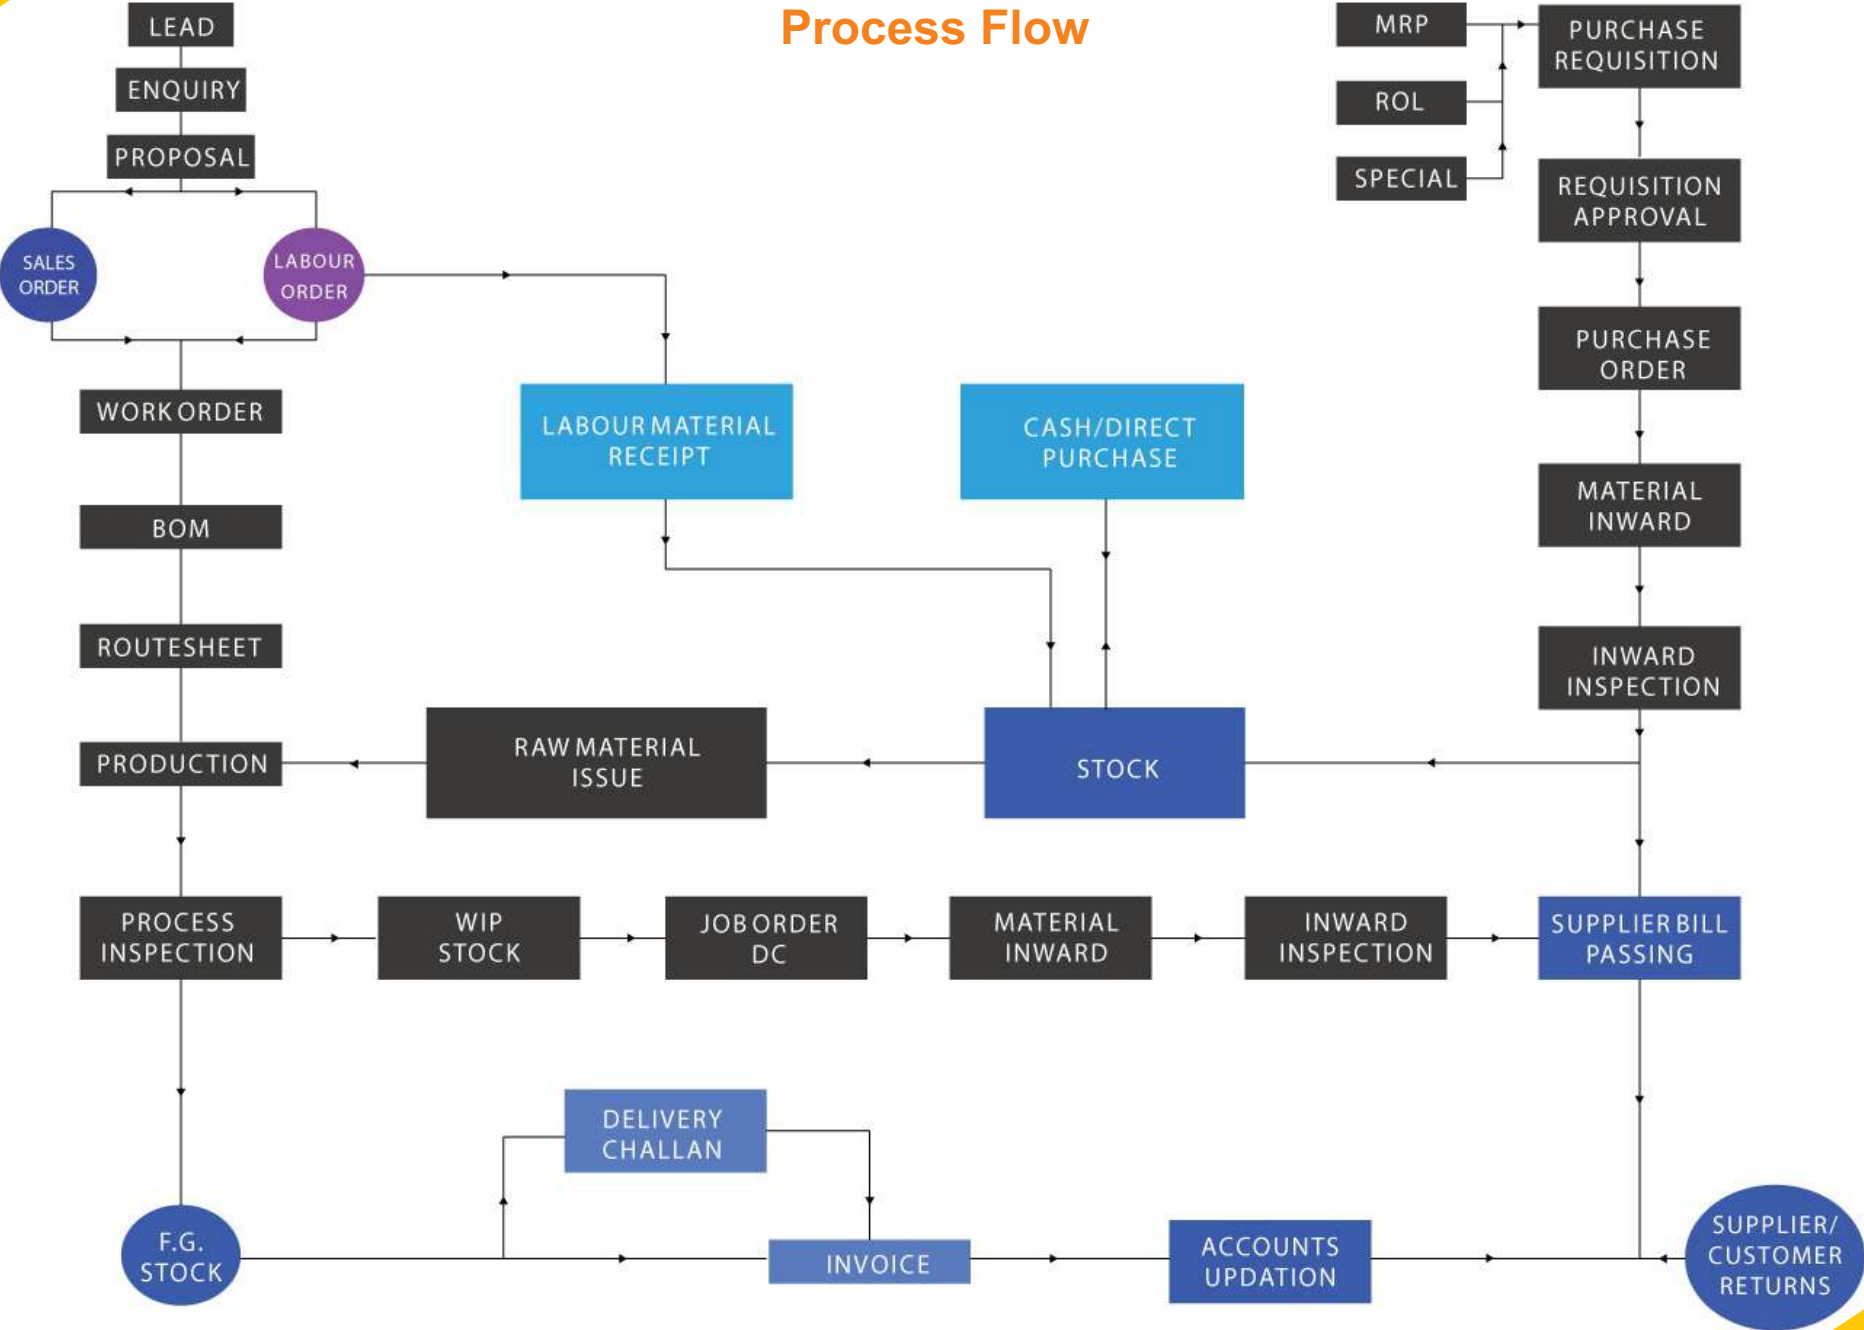 Process Flow
LEAD
ENQUIRY
PROPOSAL
SALES
ORDER
LABOUR
ORDER
WORK ORDER
BOM
ROUTESHEET
PRODUCTION
PROCESS
INSPECTION
F.G.
STOCK
LABOUR MATERIAL
RECEIPT
CASH/DIRECT
PURCHASE
RAW MATERIAL
ISSUE
STOCK
MRP
ROL
SPECIAL
PURCHASE
REQUISITION
REQUISITION
APPROVAL
PURCHASE
ORDER
MATERIAL
INWARD
INWARD
INSPECTION
WIP
STOCK
JOB ORDER
DC
MATERIAL
INWARD
INWARD
INSPECTION
SUPPLIER BILL
PASSING
DELIVERY
CHALLAN
INVOICE
ACCOUNTS
UPDATION
SUPPLIER/
CUSTOMER
RETURNS